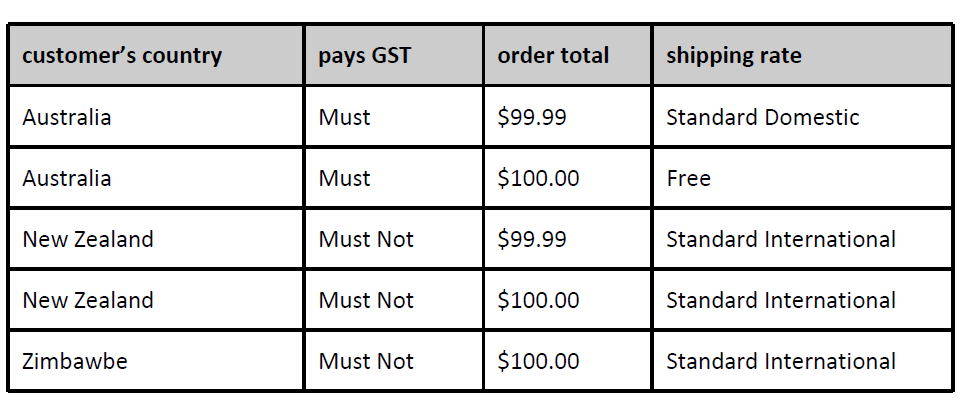 customer’s country pays GST order total shipping rate
Australia Must $99.99 Standard Domestic
Australia Must $100.00 Free
New Zealand Must Not $99.99 Standard International
New Zealand Must Not $100.00 Standard International
Zimbawbe Must Not $100.00 Standard International